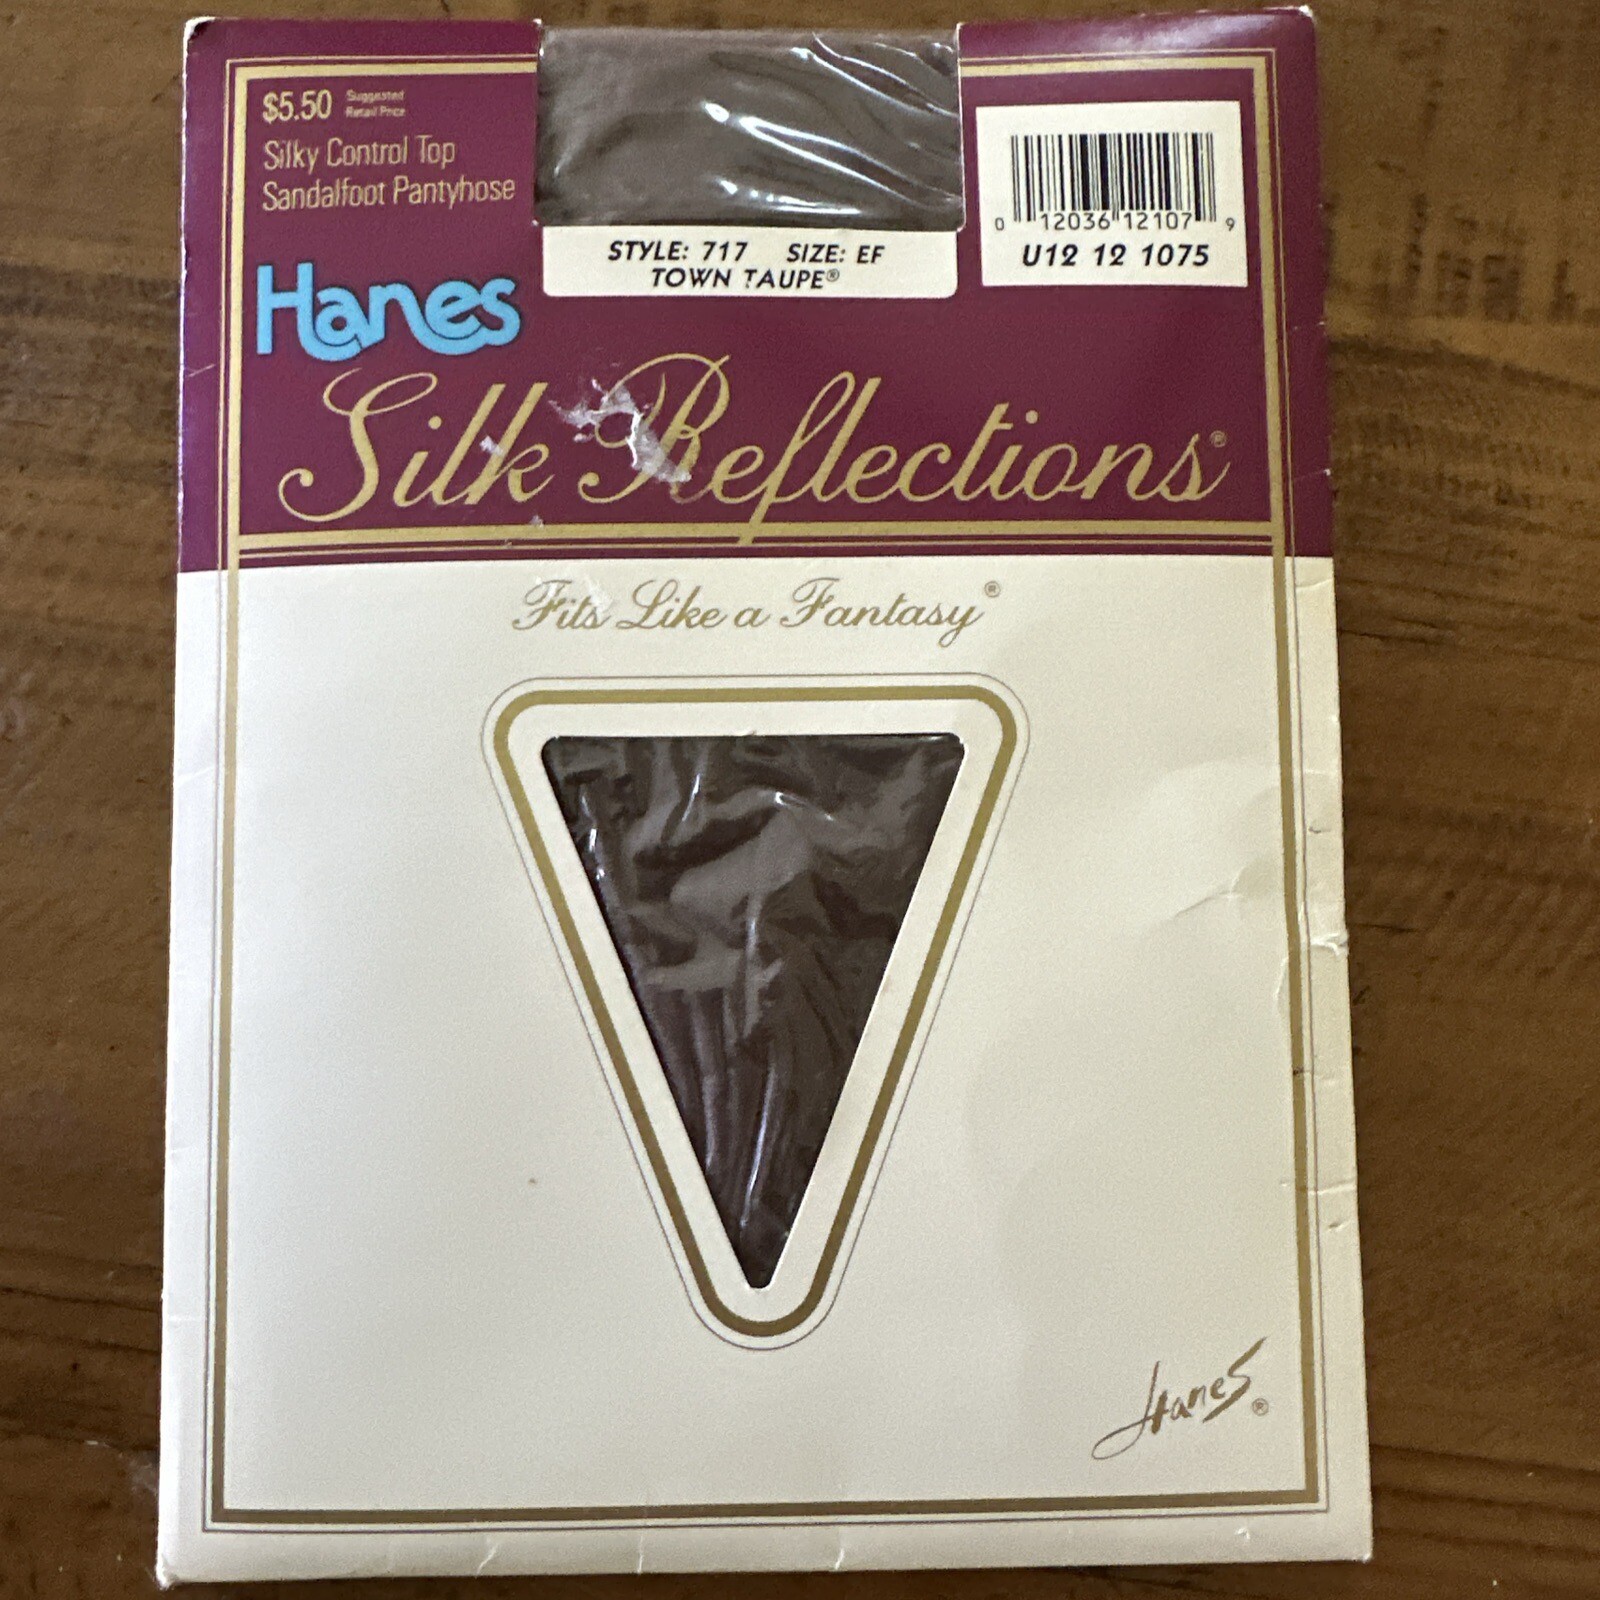 $5.50 Suggested Retail Price
Silky Control Top
Sandalfoot Pantyhose
STYLE: 717 SIZE: EF
TOWN TAUPE®
0 12036 12107 9
U12 12 1075
Hanes
Silk Reflections®
Fits Like a Fantasy®
Hanes®